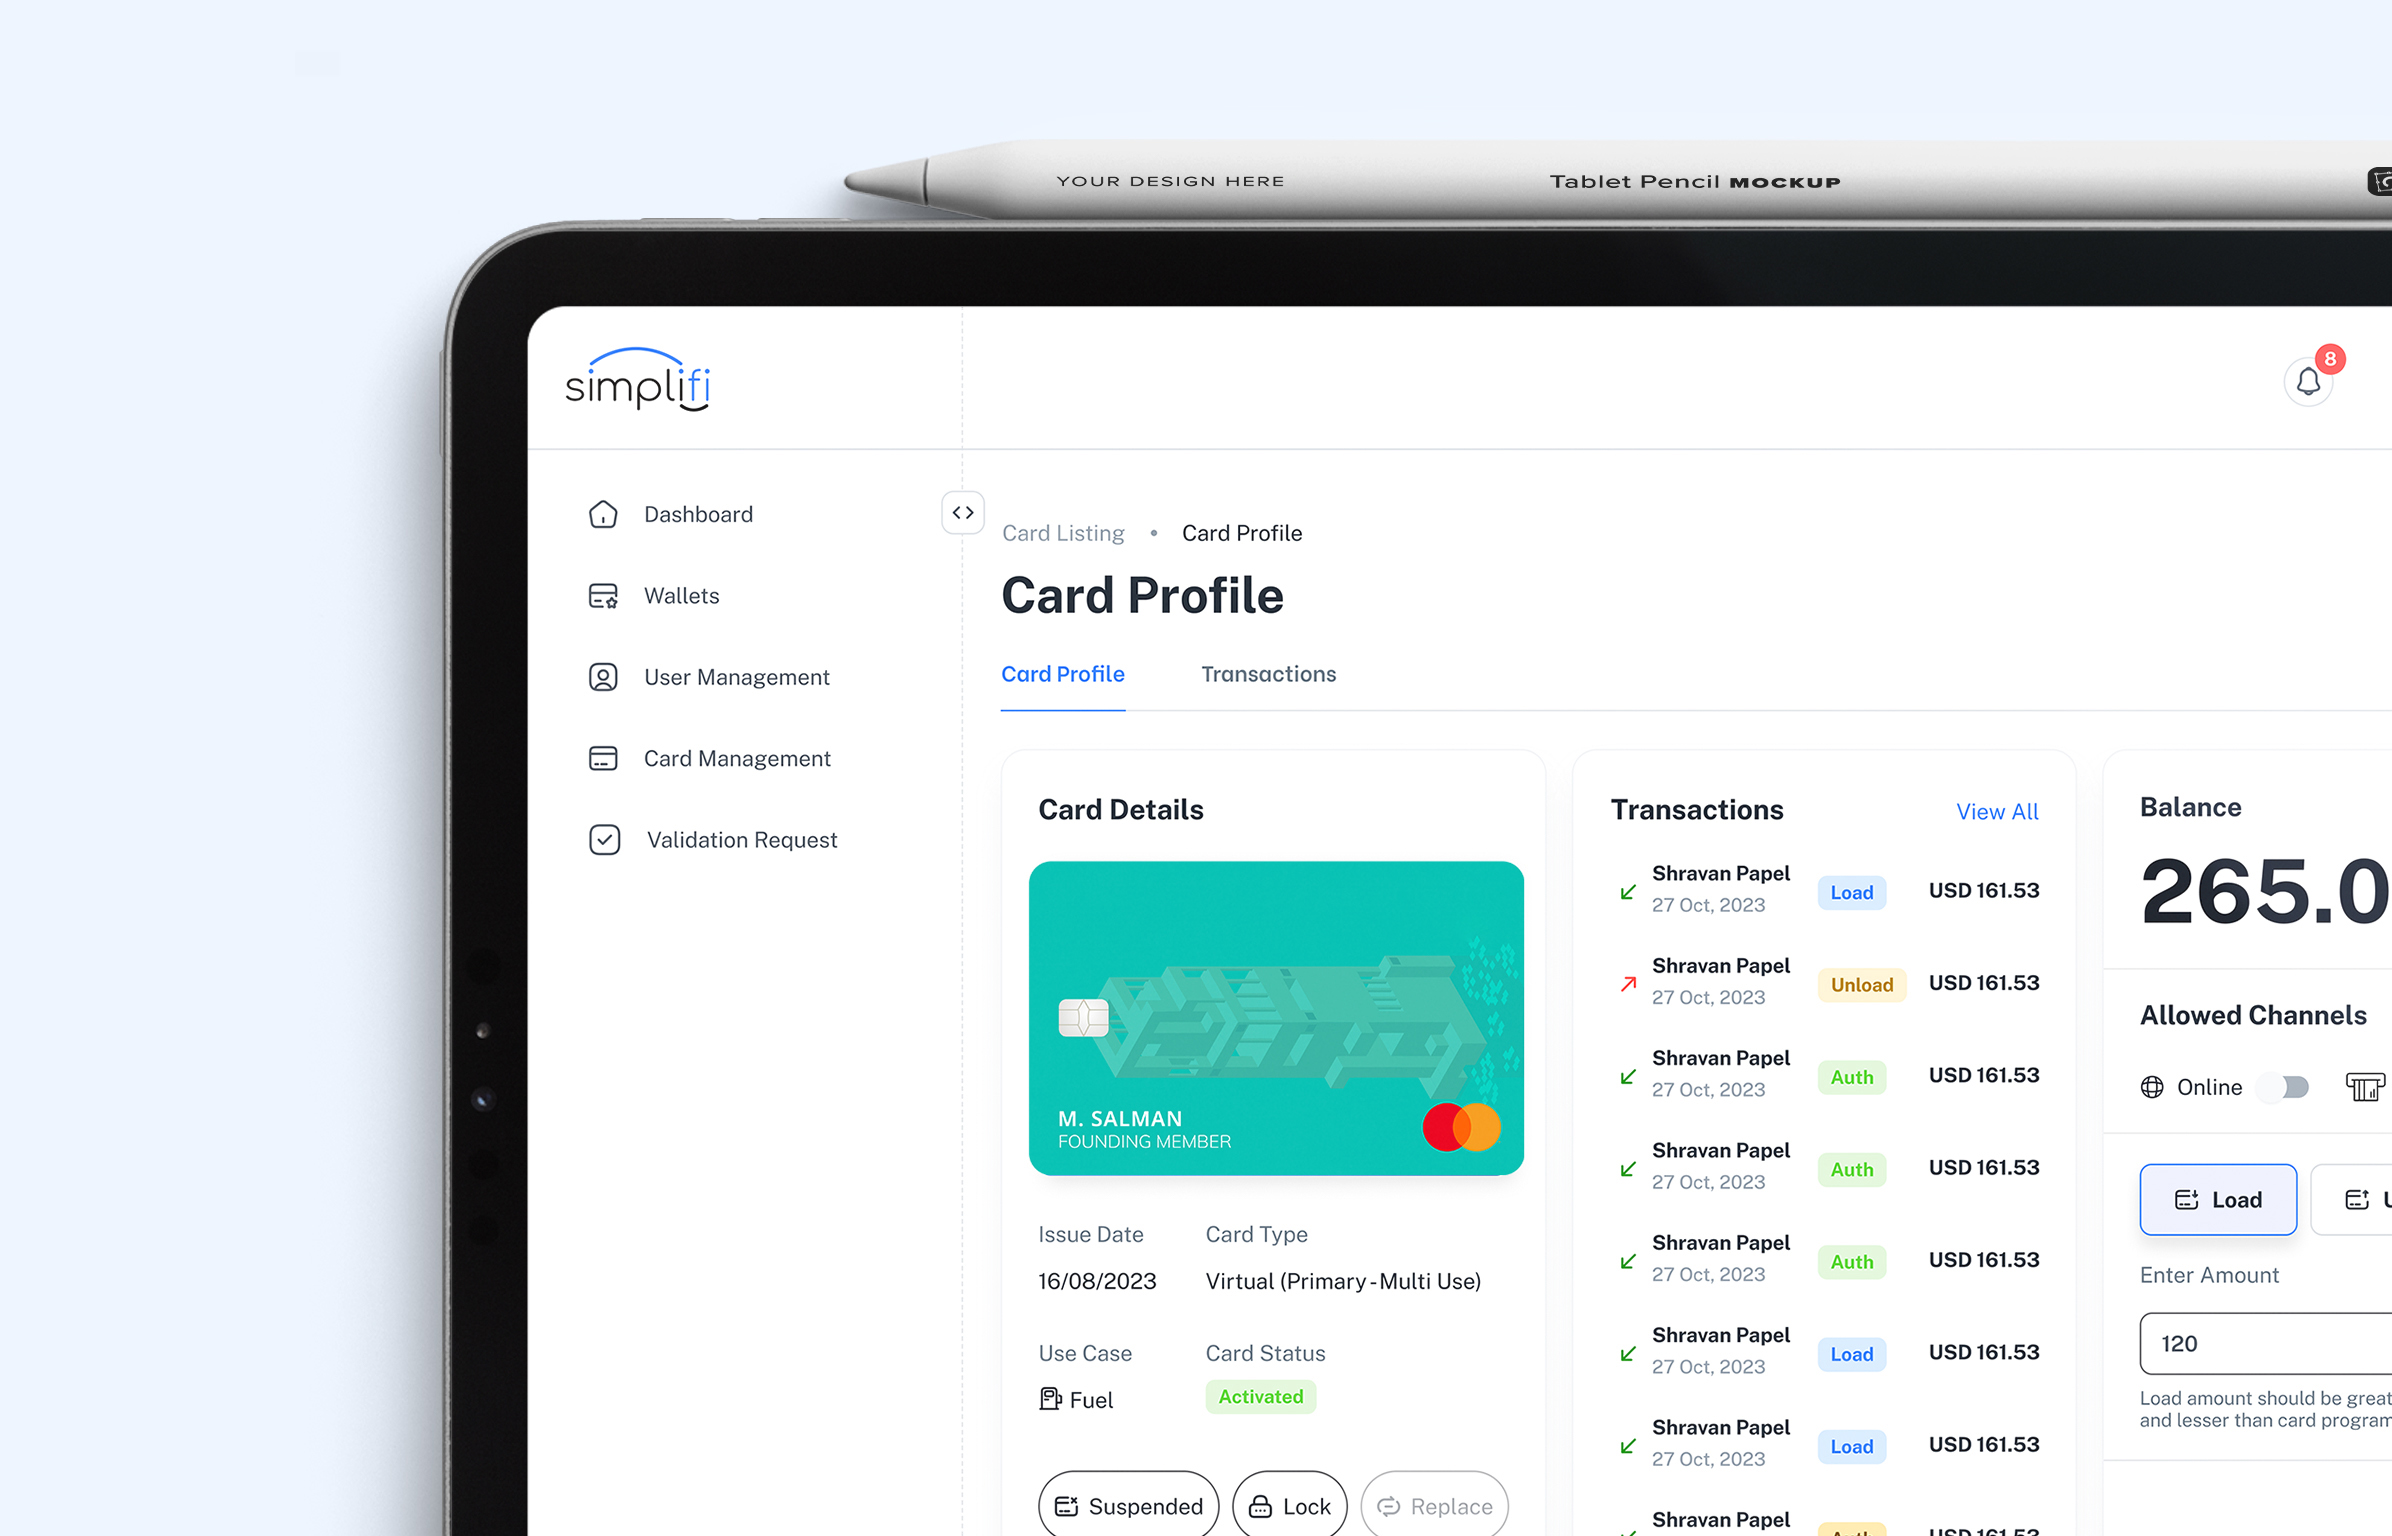 YOUR DESIGN HERE
Tablet Pencil MOCKUP
simplifi
8
Dashboard
Wallets
User Management
Card Management
Validation Request
Card Listing • Card Profile
Card Profile
Card Profile
Transactions
Card Details
M. SALMAN
FOUNDING MEMBER
Issue Date
Card Type
16/08/2023
Virtual (Primary-Multi Use)
Use Case
Card Status
Fuel
Activated
Suspended
Lock
Replace
Transactions
View All
Shravan Papel
27 Oct, 2023
Load
USD 161.53
Shravan Papel
27 Oct, 2023
Unload
USD 161.53
Shravan Papel
27 Oct, 2023
Auth
USD 161.53
Shravan Papel
27 Oct, 2023
Auth
USD 161.53
Shravan Papel
27 Oct, 2023
Auth
USD 161.53
Shravan Papel
27 Oct, 2023
Load
USD 161.53
Shravan Papel
27 Oct, 2023
Load
USD 161.53
Shravan Papel
Auth
USD 161.53
Balance
265.0
Allowed Channels
Online
Load
Enter Amount
120
Load amount should be great
and lesser than card program